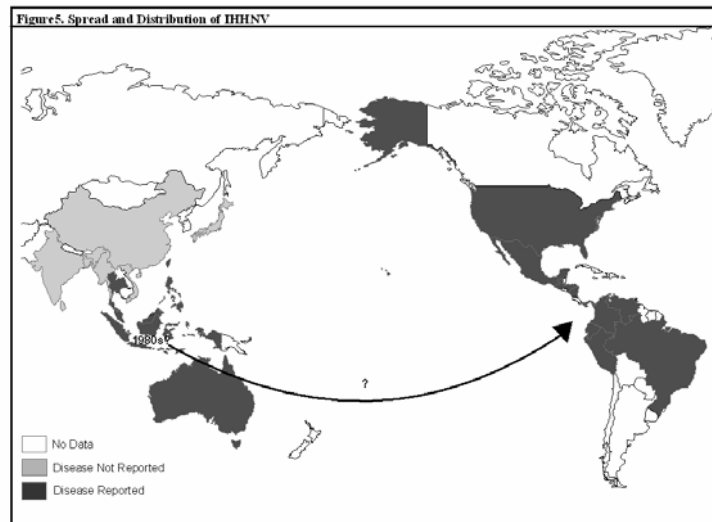 Figure5. Spread and Distribution of IHHNV
1980s
?
No Data
Disease Not Reported
Disease Reported